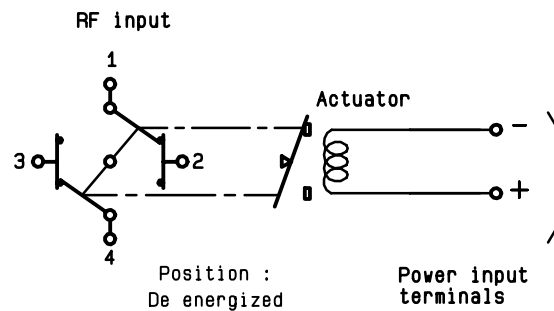 RF input
1
Actuator
3
2
-
+
4
Position :
De energized
Power input
terminals